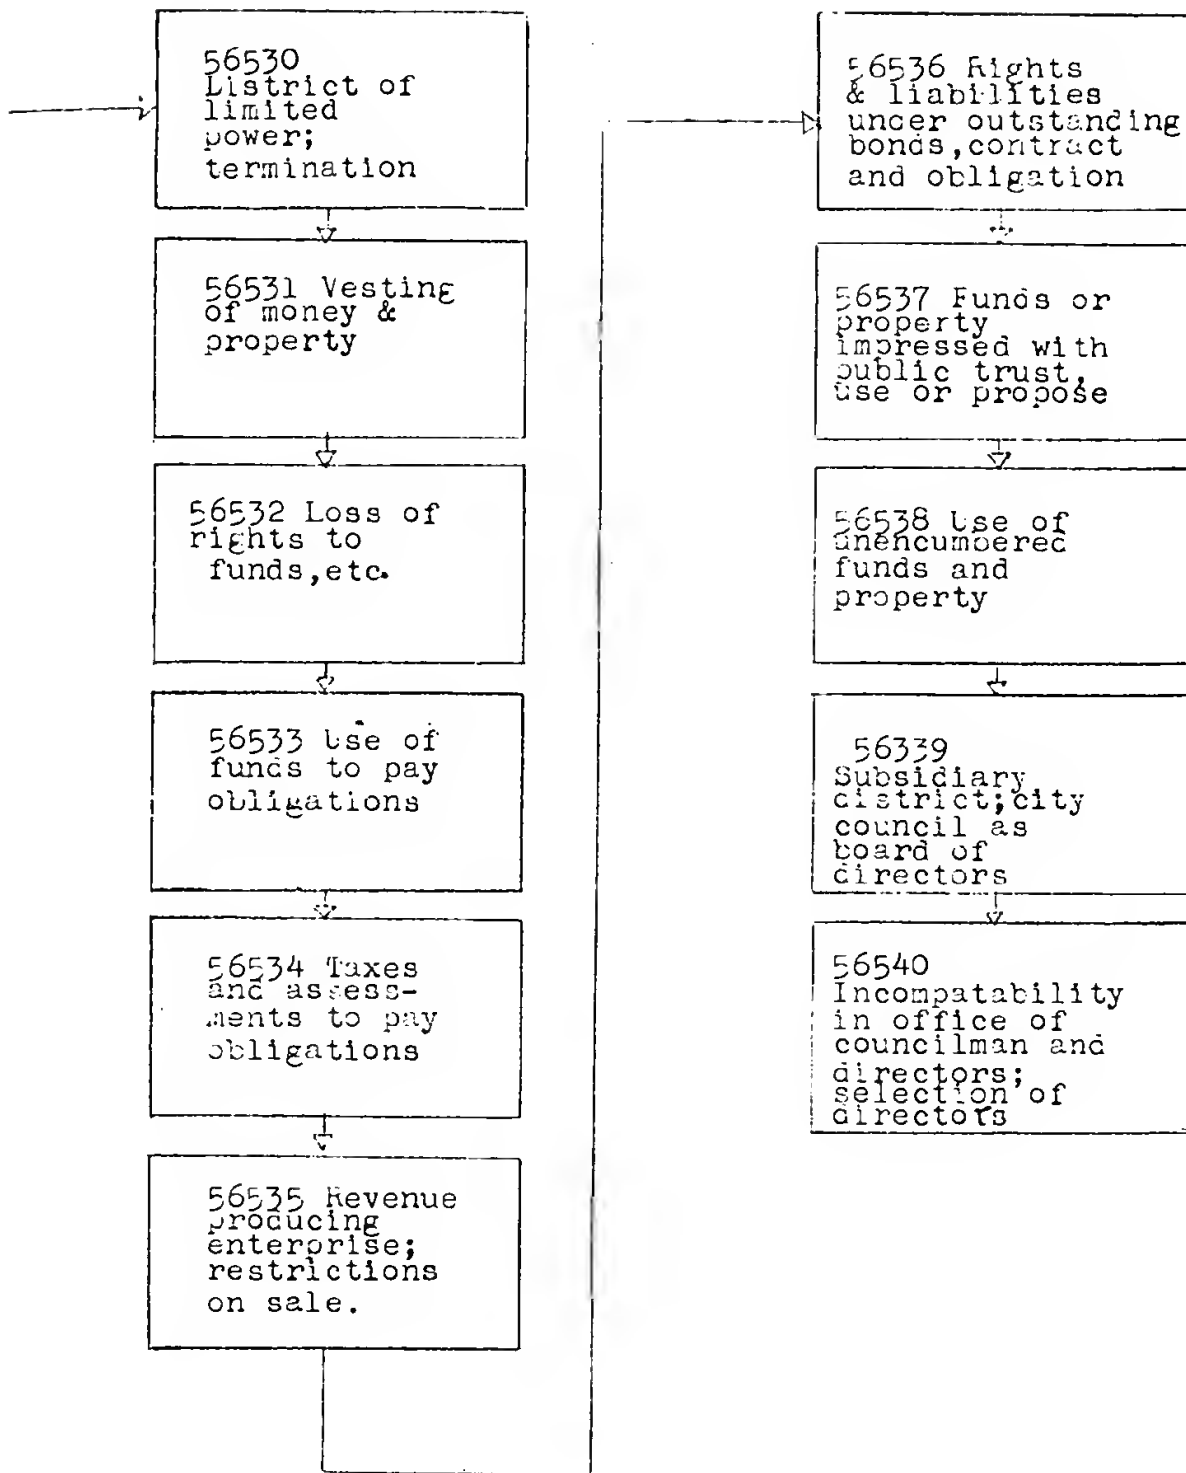 56530
District of
limited
power;
termination
56531 Vesting
of money &
property
56532 Loss of
rights to
funds,etc.
56533 Use of
funds to pay
obligations
56534 Taxes
and assess-
ments to pay
obligations
56535 Revenue
producing
enterprise;
restrictions
on sale.
56536 Rights
& liabilities
under outstanding
bonds,contract
and obligation
56537 Funds or
property
impressed with
public trust,
use or propose
56538 Use of
unencumbered
funds and
property
56339
Subsidiary
district;city
council as
board of
directors
56540
Incompatability
in office of
councilman and
directors;
selection of
directors